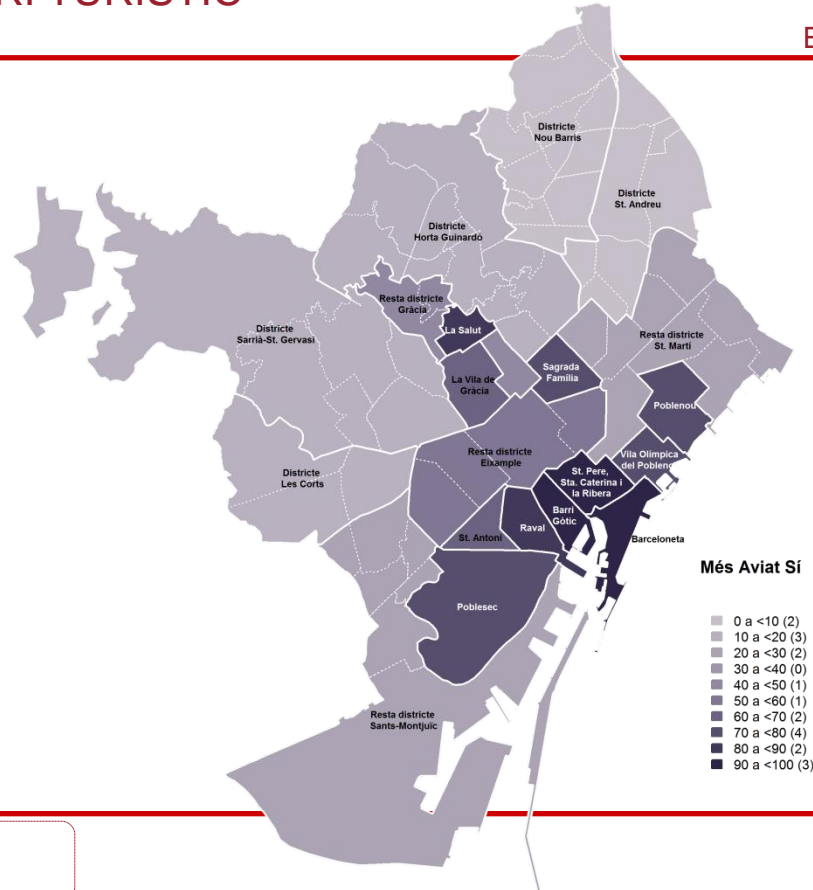 TURÍSTIC
E
Districte
Nou Barris
Districte
St. Andreu
Districte
Horta Guinardó
Resta districte
Gràcia
La Salut
Districte
Sarrià-St. Gervasi
Resta districte
St. Martí
Sagrada
Família
La Vila de
Gràcia
Poblenou
Resta districte
Eixample
Vila Olímpica
del Poblenou
Districte
Les Corts
St. Pere,
Sta. Caterina i
la Ribera
Barri
Gòtic
Raval
St. Antoni
Barceloneta
Més Aviat Sí
Poblesec
0 a <10 (2)
10 a <20 (3)
20 a <30 (2)
30 a <40 (0)
40 a <50 (1)
50 a <60 (1)
60 a <70 (2)
70 a <80 (4)
80 a <90 (2)
90 a <100 (3)
Resta districte
Sants-Montjuïc